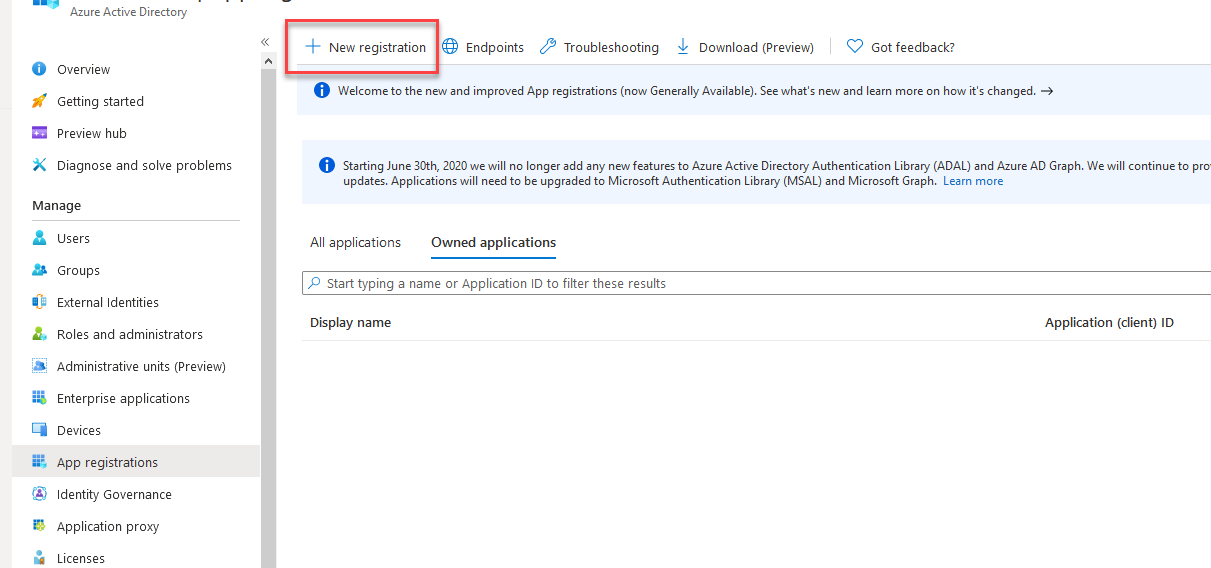 Azure Active Directory
Overview
Getting started
Preview hub
Diagnose and solve problems
Manage
Users
Groups
External Identities
Roles and administrators
Administrative units (Preview)
Enterprise applications
Devices
App registrations
Identity Governance
Application proxy
Licenses
New registration
Endpoints
Troubleshooting
Download (Preview)
Got feedback?
Welcome to the new and improved App registrations (now Generally Available). See what's new and learn more on how it's changed. →
Starting June 30th, 2020 we will no longer add any new features to Azure Active Directory Authentication Library (ADAL) and Azure AD Graph. We will continue to
updates. Applications will need to be upgraded to Microsoft Authentication Library (MSAL) and Microsoft Graph. Learn more
All applications
Owned applications
Start typing a name or Application ID to filter these results
Display name
Application (client) ID